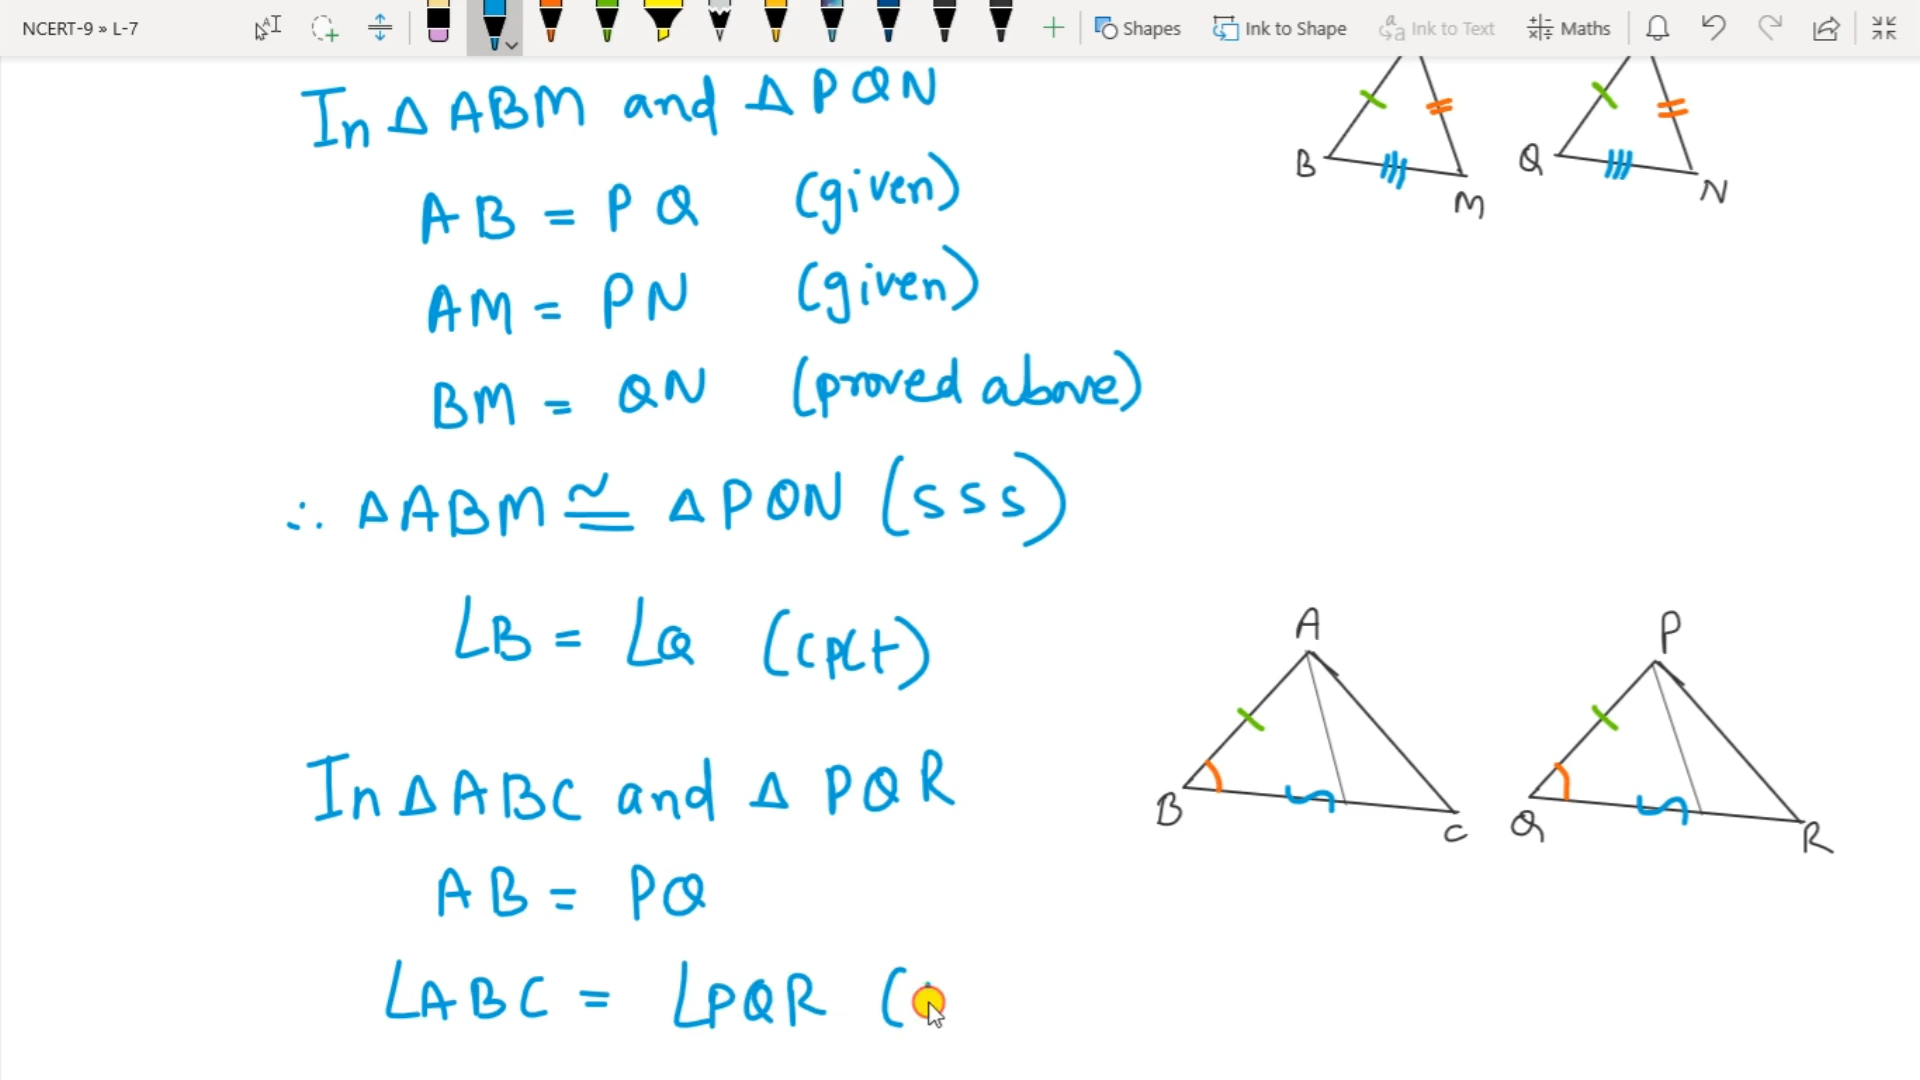 NCERT-9 » L-7
Shapes
Ink to Shape
Ink to Text
Maths
In △ ABM and △ PQN
AB = PQ (given)
AM = PN (given)
BM = QN (proved above)
∴ △ABM ≅ △PQN (SSS)
∠B = ∠Q (cpct)
In △ABC and △ PQR
AB = PQ
∠ABC = ∠PQR (
B
M
Q
N
A
B
C
P
Q
R